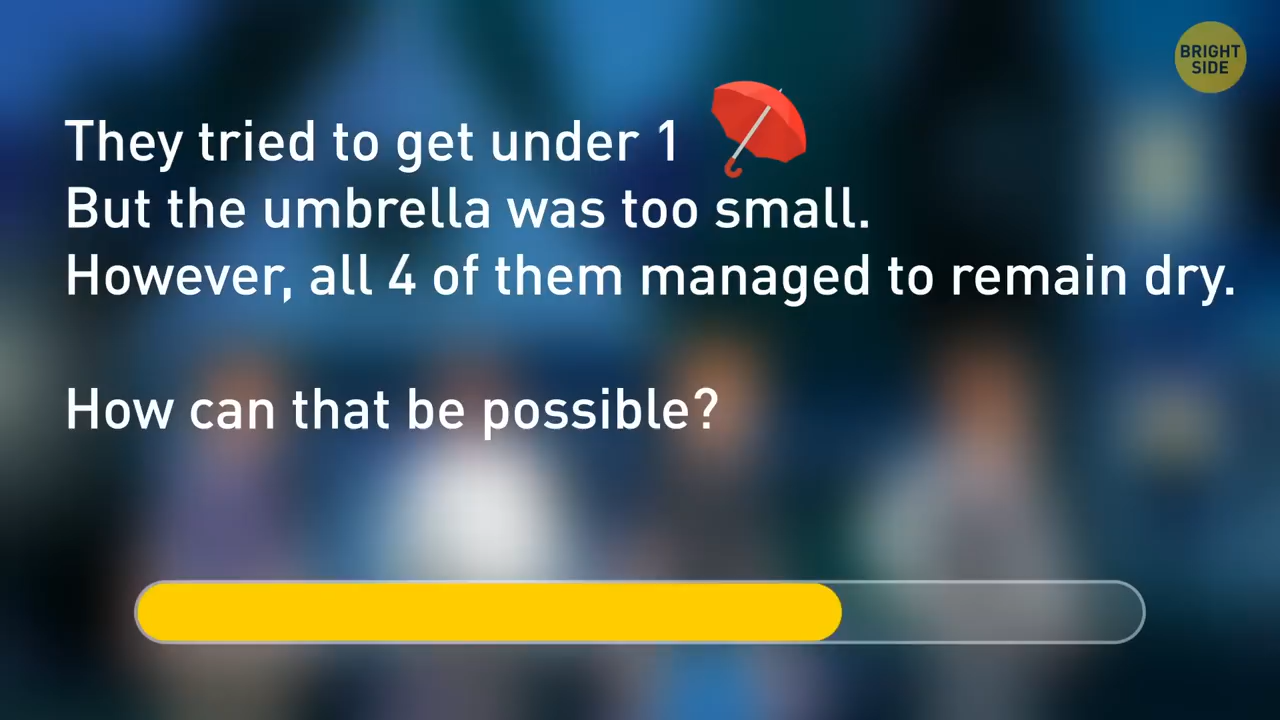 BRIGHT
SIDE
They tried to get under 1
But the umbrella was too small.
However, all 4 of them managed to remain dry.
How can that be possible?